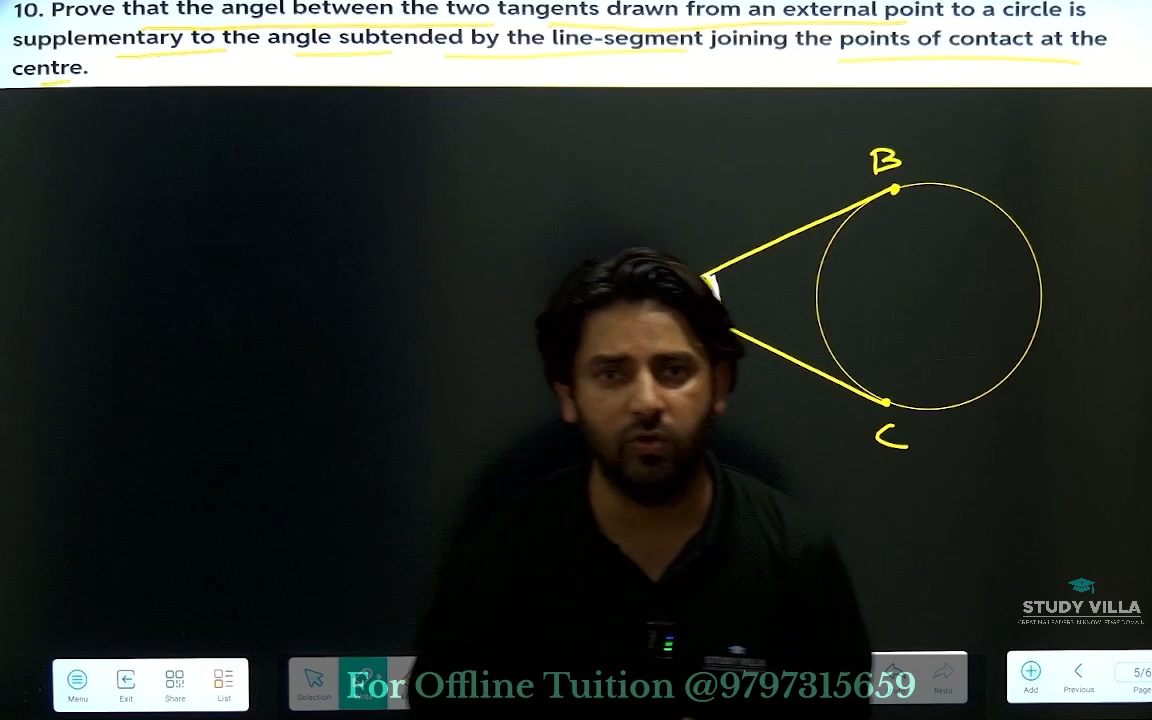 10. Prove that the angel between the two tangents drawn from an external point to a circle is
supplementary to the angle subtended by the line-segment joining the points of contact at the
centre.
B
C
STUDY VILLA
Menu
Exit
Share
List
Selection
Redo
Add
Previous
5/6
Page
For Offline Tuition @9797315659